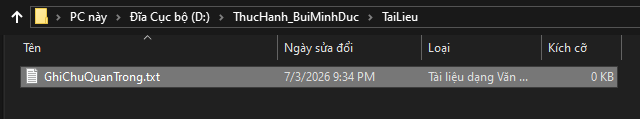 PC này > Đĩa Cục bộ (D:) > ThucHanh_BuiMinhDuc > TaiLieu
Tên Ngày sửa đổi Loại Kích cỡ
GhiChuQuanTrong.txt 7/3/2026 9:34 PM Tài liệu dạng Văn ... 0 KB